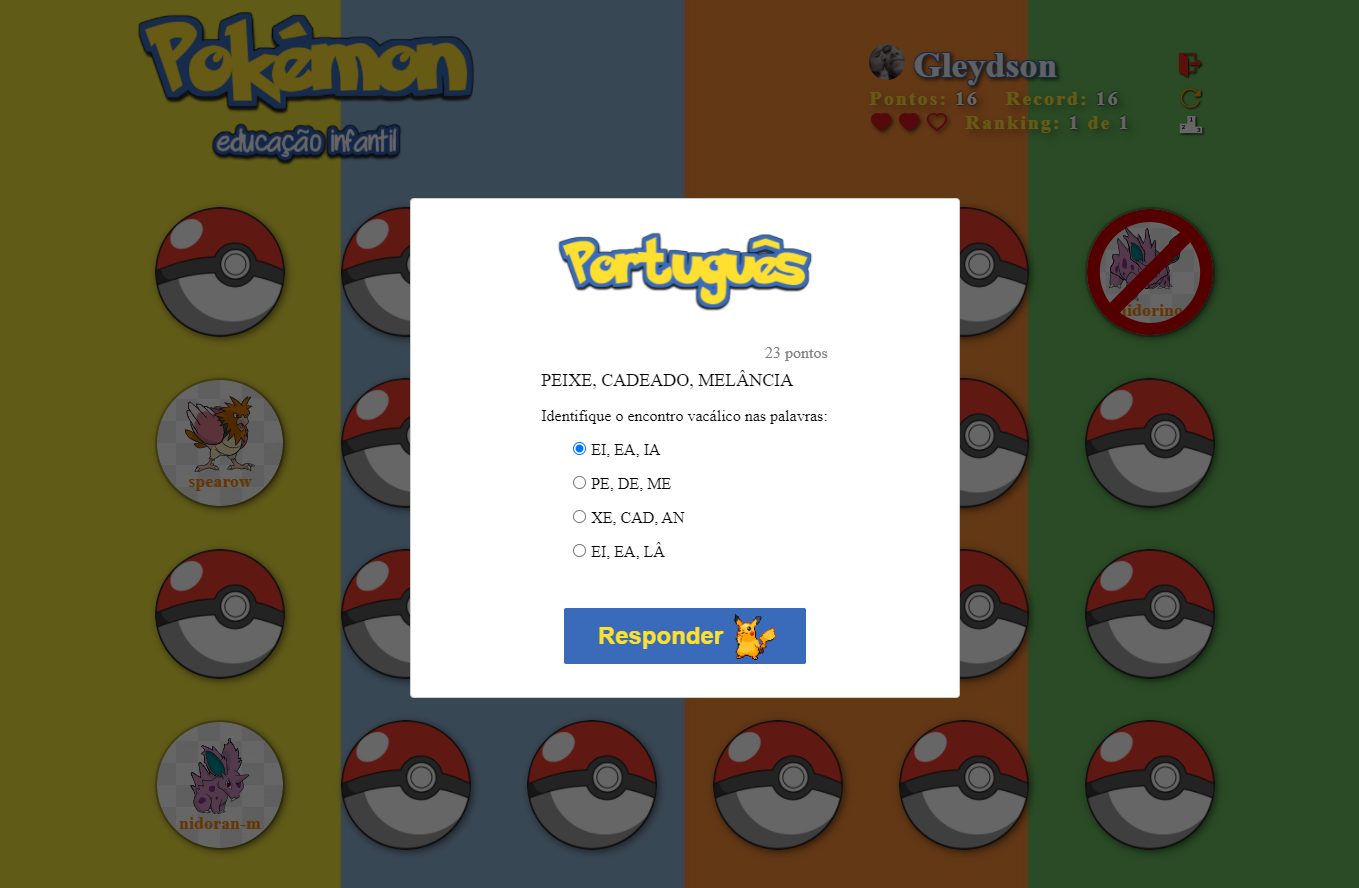 Pokémon
educação infantil
Gleydson
Pontos: 16 Record: 16
Ranking: 1 de 1
Português
23 pontos
PEIXE, CADEADO, MELÂNCIA
Identifique o encontro vacálico nas palavras:
EI, EA, IA
PE, DE, ME
XE, CAD, AN
EI, EA, LÂ
Responder
nidorino
spearow
nidoran-m